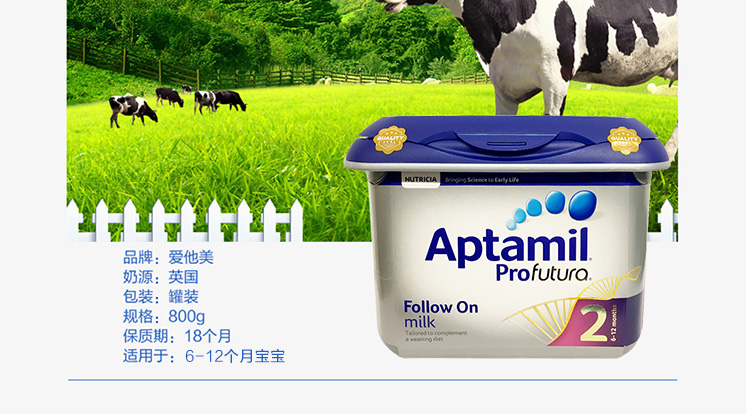 QUALITY
QUALITY
NUTRICIA Bringing Science to Early Life
Aptamil
Profutura
Follow On
milk
Tailored to complement
a weaning diet
2
6-12 months
品牌：爱他美
奶源：英国
包装：罐装
规格：800g
保质期：18个月
适用于：6-12个月宝宝